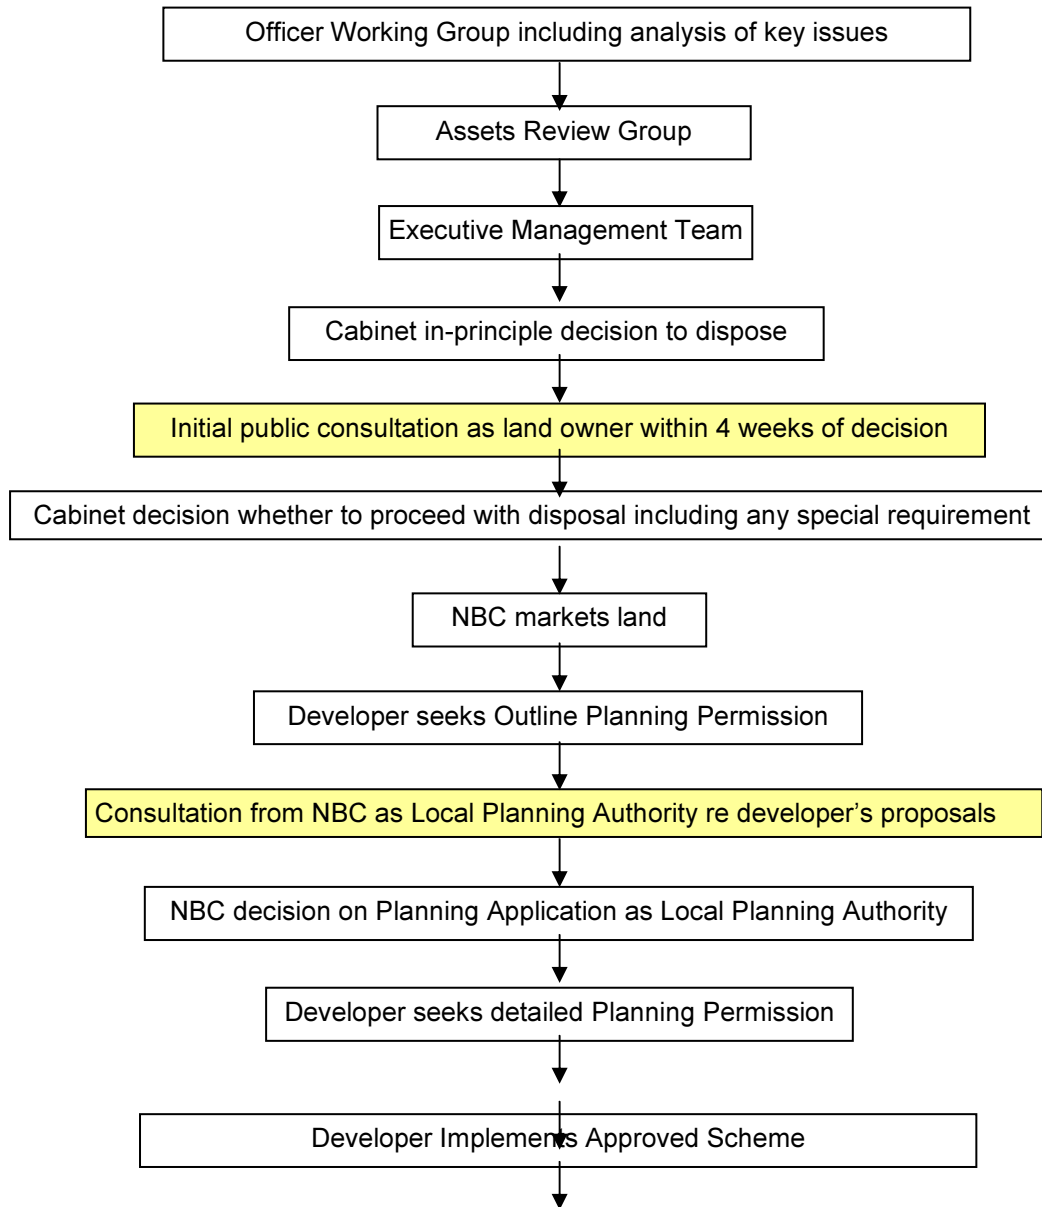 Officer Working Group including analysis of key issues
Assets Review Group
Executive Management Team
Cabinet in-principle decision to dispose
Initial public consultation as land owner within 4 weeks of decision
Cabinet decision whether to proceed with disposal including any special requirement
NBC markets land
Developer seeks Outline Planning Permission
Consultation from NBC as Local Planning Authority re developer’s proposals
NBC decision on Planning Application as Local Planning Authority
Developer seeks detailed Planning Permission
Developer Implements Approved Scheme